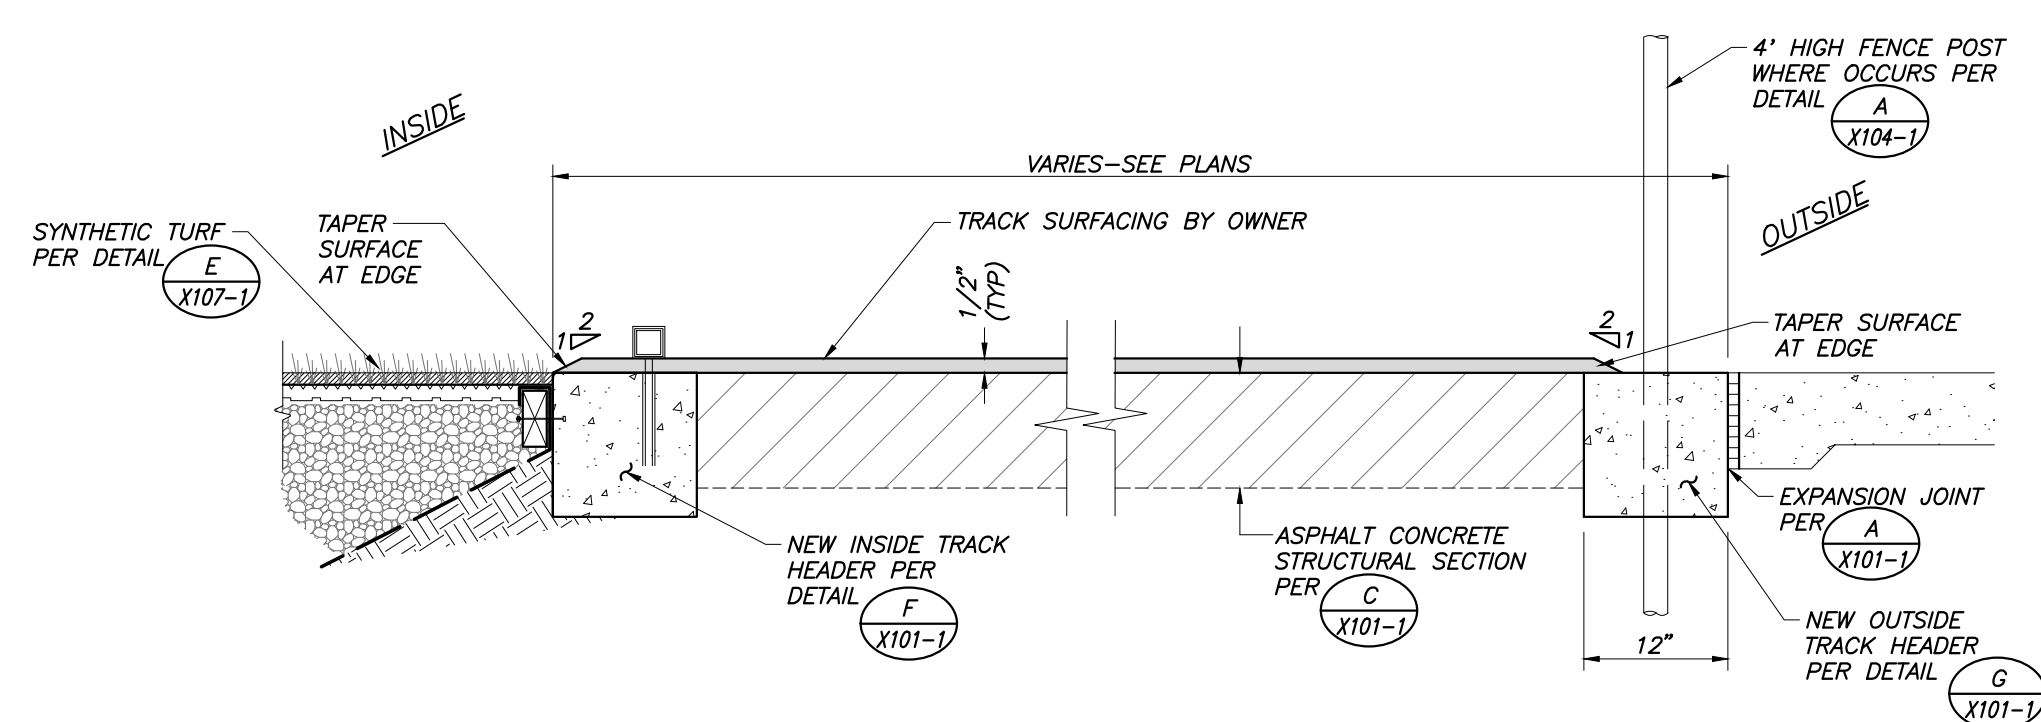 4' HIGH FENCE POST
WHERE OCCURS PER
DETAIL
A
X104-1
INSIDE
VARIES-SEE PLANS
OUTSIDE
SYNTHETIC TURF
PER DETAIL
E
X107-1
TAPER
SURFACE
AT EDGE
TRACK SURFACING BY OWNER
1/2"
(TYP)
2
1
2
1
TAPER SURFACE
AT EDGE
EXPANSION JOINT
PER
A
X101-1
NEW INSIDE TRACK
HEADER PER
DETAIL
F
X101-1
ASPHALT CONCRETE
STRUCTURAL SECTION
PER
C
X101-1
12"
NEW OUTSIDE
TRACK HEADER
PER DETAIL
G
X101-1